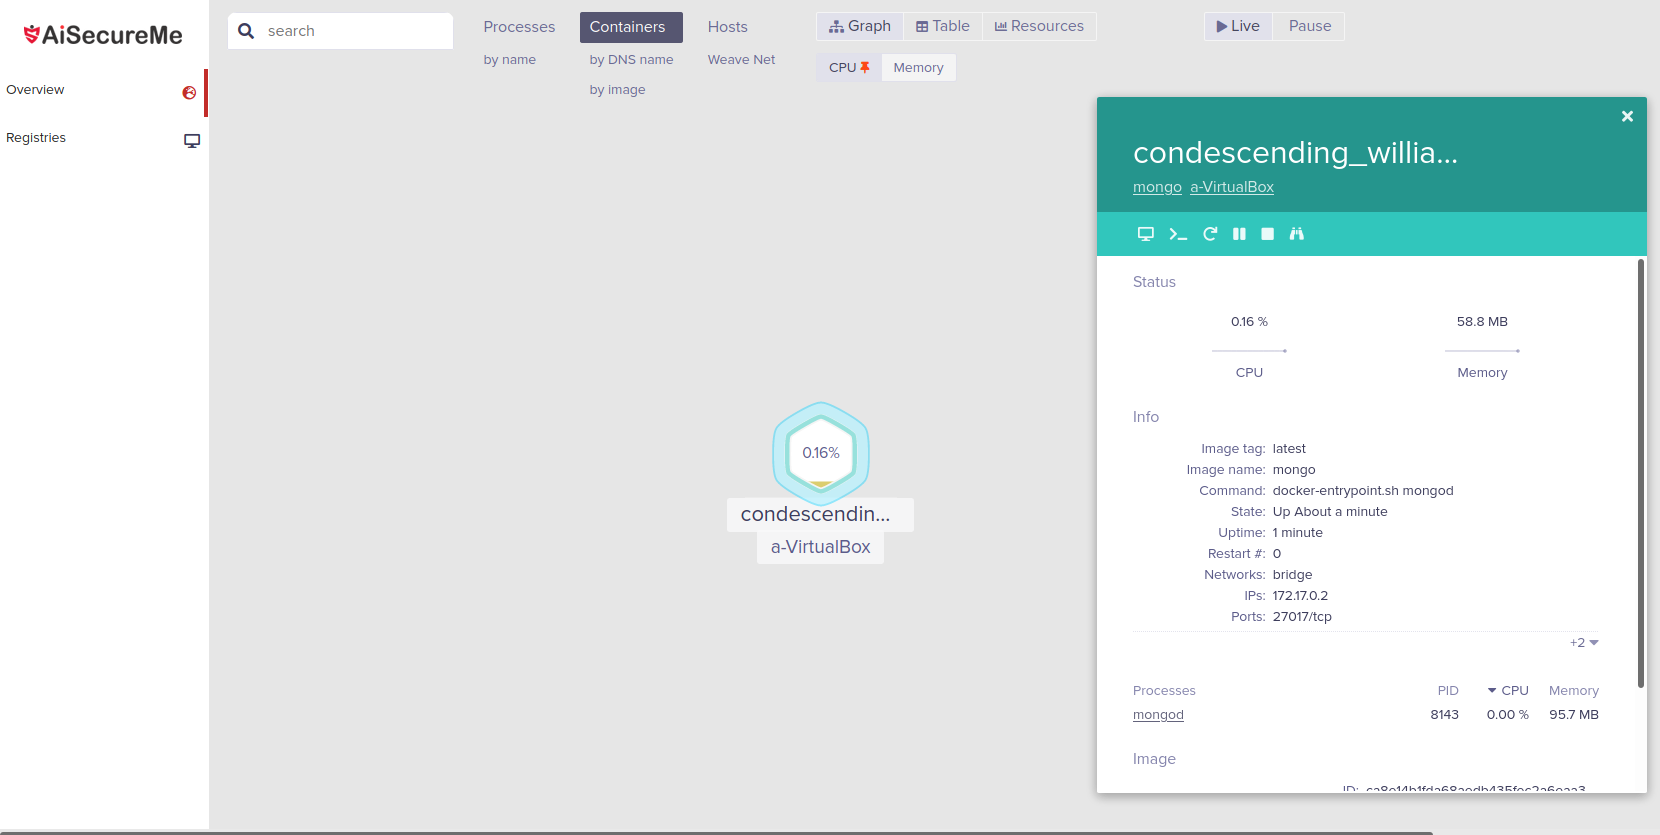 AiSecureMe
Overview
Registries
search
Processes
by name
Containers
by DNS name
by image
Hosts
Weave Net
Graph Table Resources
CPU Memory
Live Pause
0.16%
condescendin...
a-VirtualBox
condescending_willia...
mongo a-VirtualBox
Status
0.16 % 58.8 MB
CPU Memory
Info
Image tag: latest
Image name: mongo
Command: docker-entrypoint.sh mongod
State: Up About a minute
Uptime: 1 minute
Restart #: 0
Networks: bridge
IPs: 172.17.0.2
Ports: 27017/tcp
+2
Processes PID CPU Memory
mongod 8143 0.00 % 95.7 MB
Image
ID: